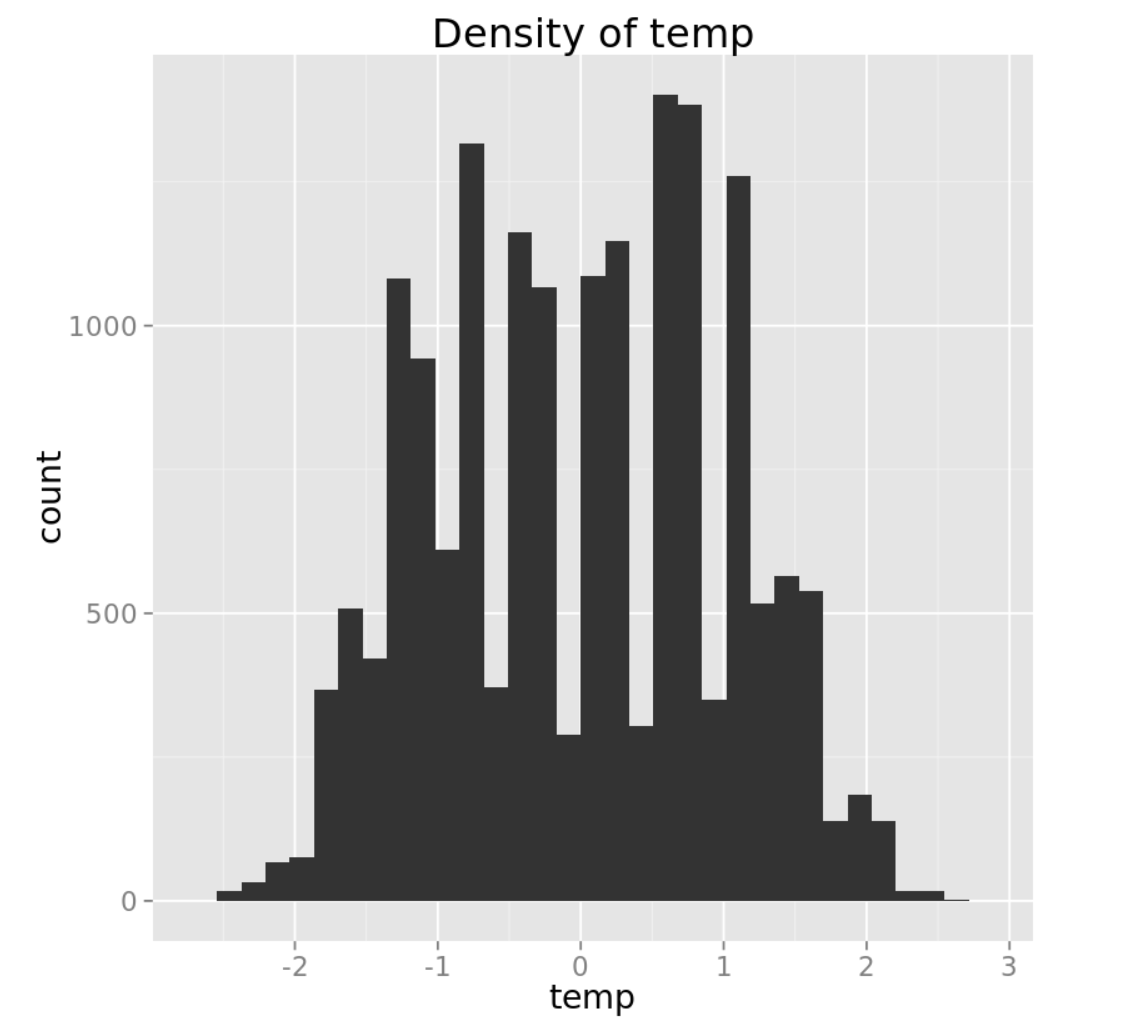 Density of temp
count
1000
500
0
-2 -1 0 1 2 3
temp